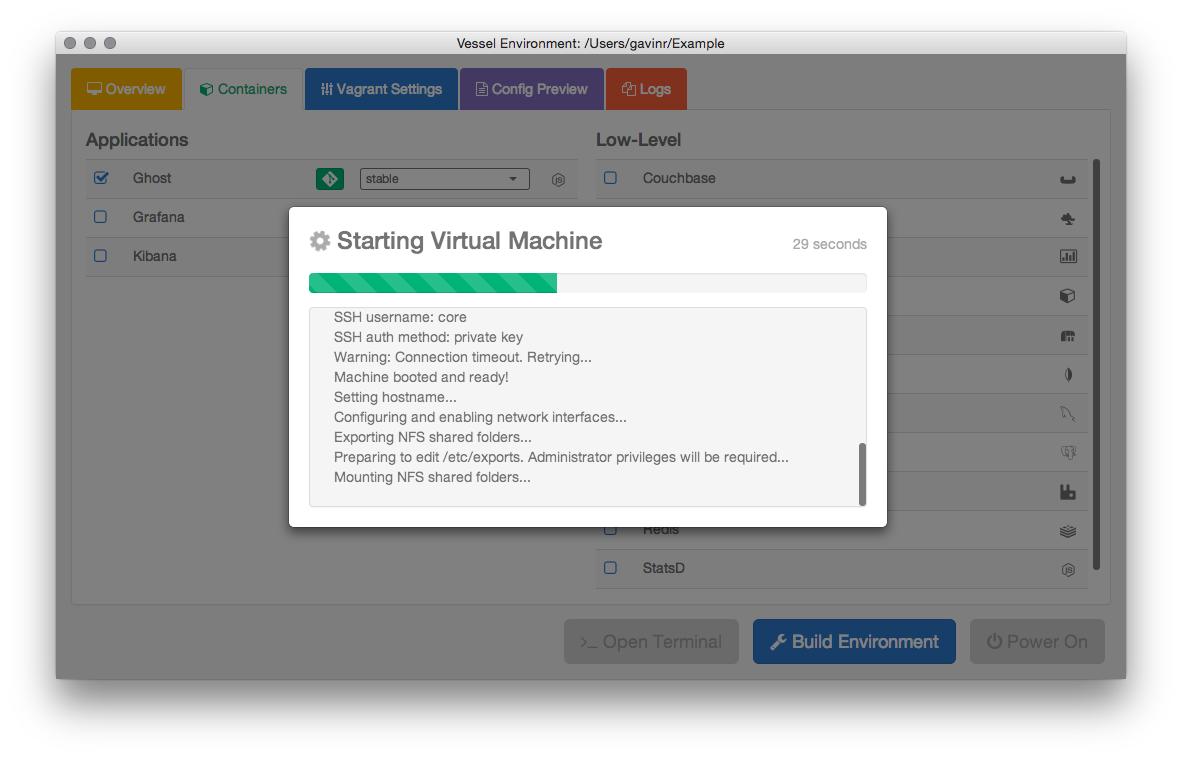 Vessel Environment: /Users/gavinr/Example
Overview
Containers
Vagrant Settings
Config Preview
Logs
Applications
Low-Level
Ghost
stable
Couchbase
Grafana
Kibana
Starting Virtual Machine
29 seconds
SSH username: core
SSH auth method: private key
Warning: Connection timeout. Retrying...
Machine booted and ready!
Setting hostname...
Configuring and enabling network interfaces...
Exporting NFS shared folders...
Preparing to edit /etc/exports. Administrator privileges will be required...
Mounting NFS shared folders...
Redis
StatsD
>_ Open Terminal
Build Environment
Power On